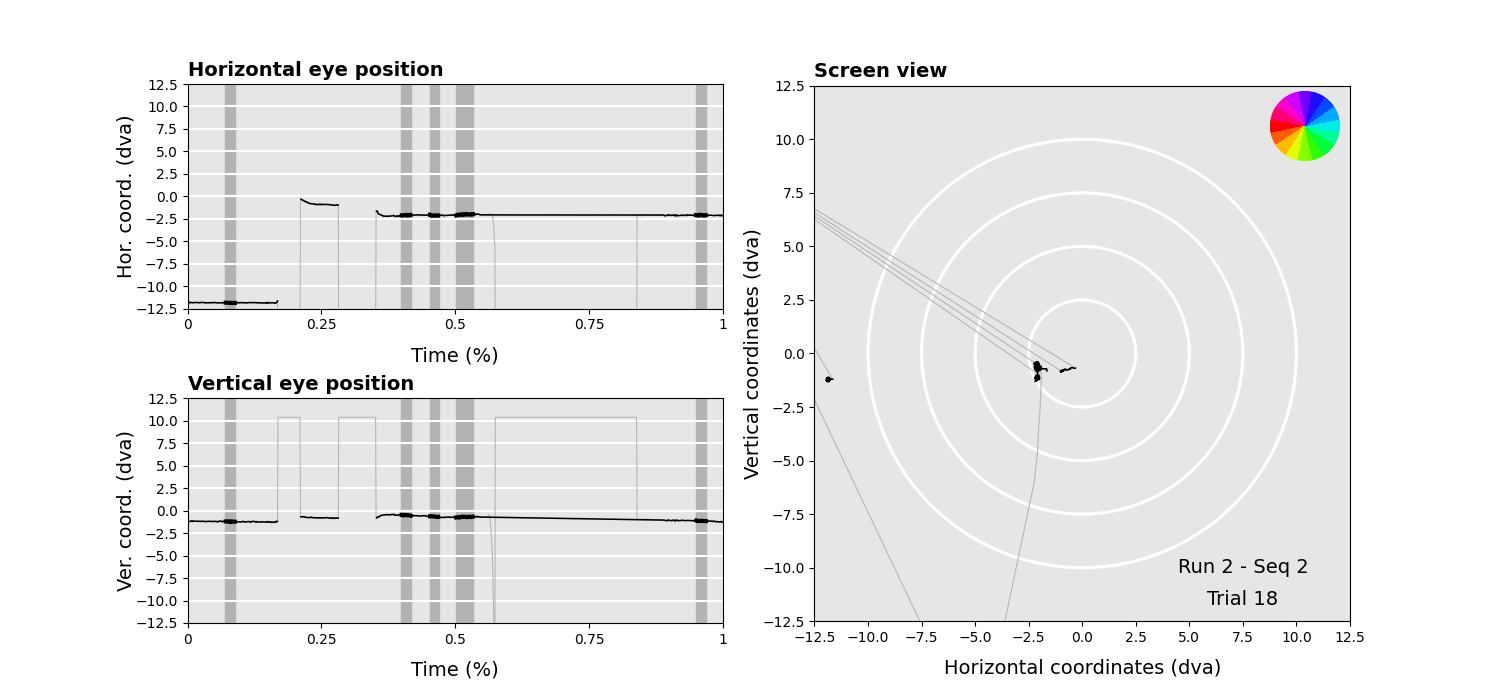 Horizontal eye position
12.5
10.0
7.5
5.0
2.5
0.0
−2.5
−5.0
−7.5
−10.0
−12.5
Hor. coord. (dva)
0 0.25 0.5 0.75 1
Time (%)
Vertical eye position
12.5
10.0
7.5
5.0
2.5
0.0
−2.5
−5.0
−7.5
−10.0
−12.5
Ver. coord. (dva)
0 0.25 0.5 0.75 1
Time (%)
Screen view
12.5
10.0
7.5
5.0
2.5
0.0
−2.5
−5.0
−7.5
−10.0
−12.5
Vertical coordinates (dva)
Run 2 - Seq 2
Trial 18
−12.5 −10.0 −7.5 −5.0 −2.5 0.0 2.5 5.0 7.5 10.0 12.5
Horizontal coordinates (dva)